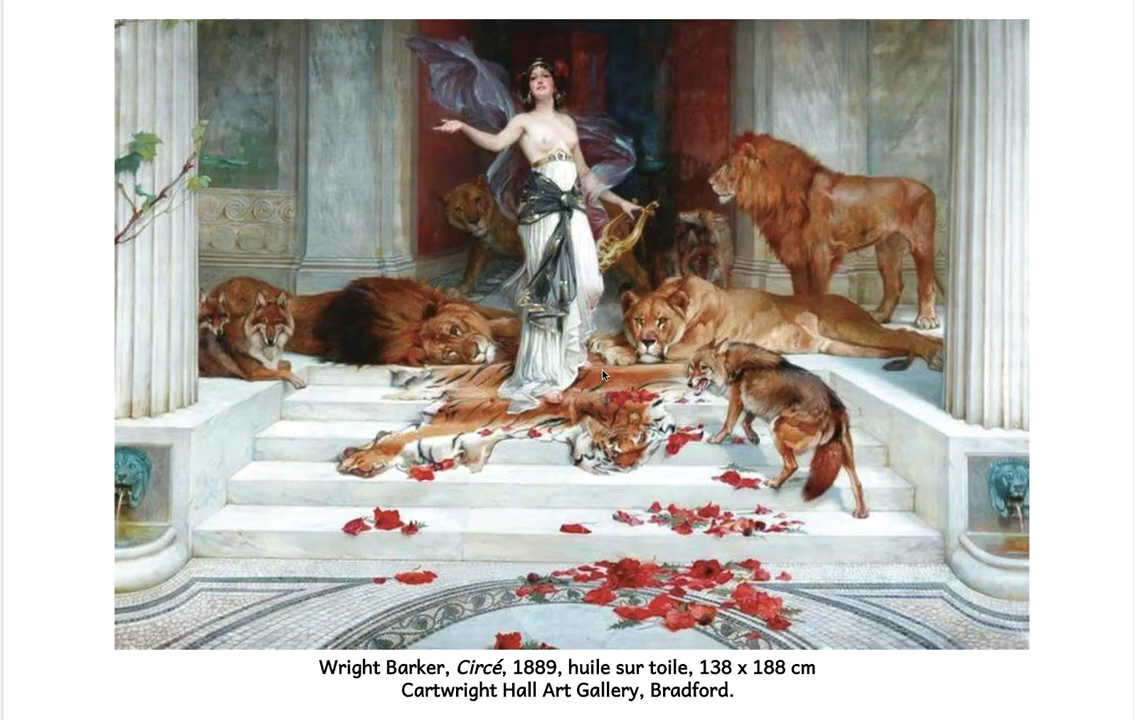 Wright Barker, Circé, 1889, huile sur toile, 138 x 188 cm
Cartwright Hall Art Gallery, Bradford.